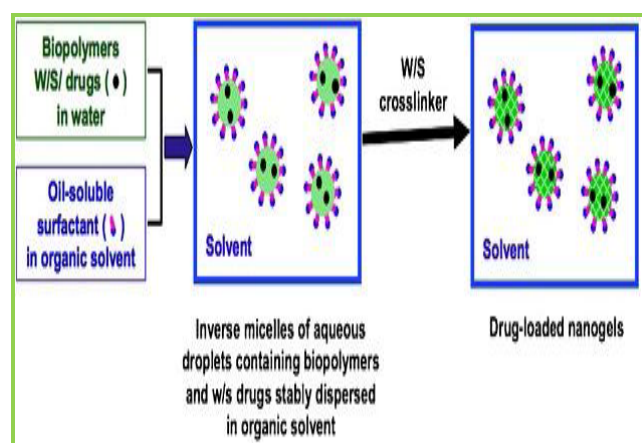 Biopolymers
W/S/ drugs ( )
in water
Oil-soluble
surfactant ( )
in organic solvent
Solvent
W/S
crosslinker
Solvent
Inverse micelles of aqueous
droplets containing biopolymers
and w/s drugs stably dispersed
in organic solvent
Drug-loaded nanogels